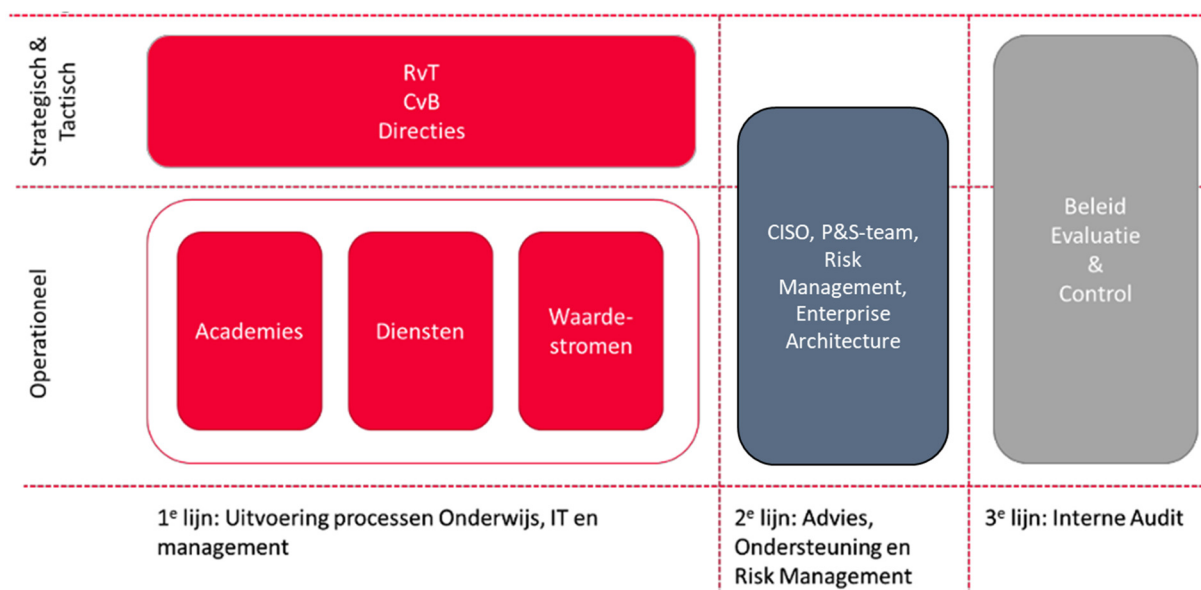 Strategisch &
Tactisch
RvT
CvB
Directies
Operationeel
Academies
Diensten
Waarde-
stromen
CISO, P&S-team,
Risk
Management,
Enterprise
Architecture
Beleid
Evaluatie
&
Control
1e lijn: Uitvoering processen Onderwijs, IT en
management
2e lijn: Advies,
Ondersteuning en
Risk Management
3e lijn: Interne Audit